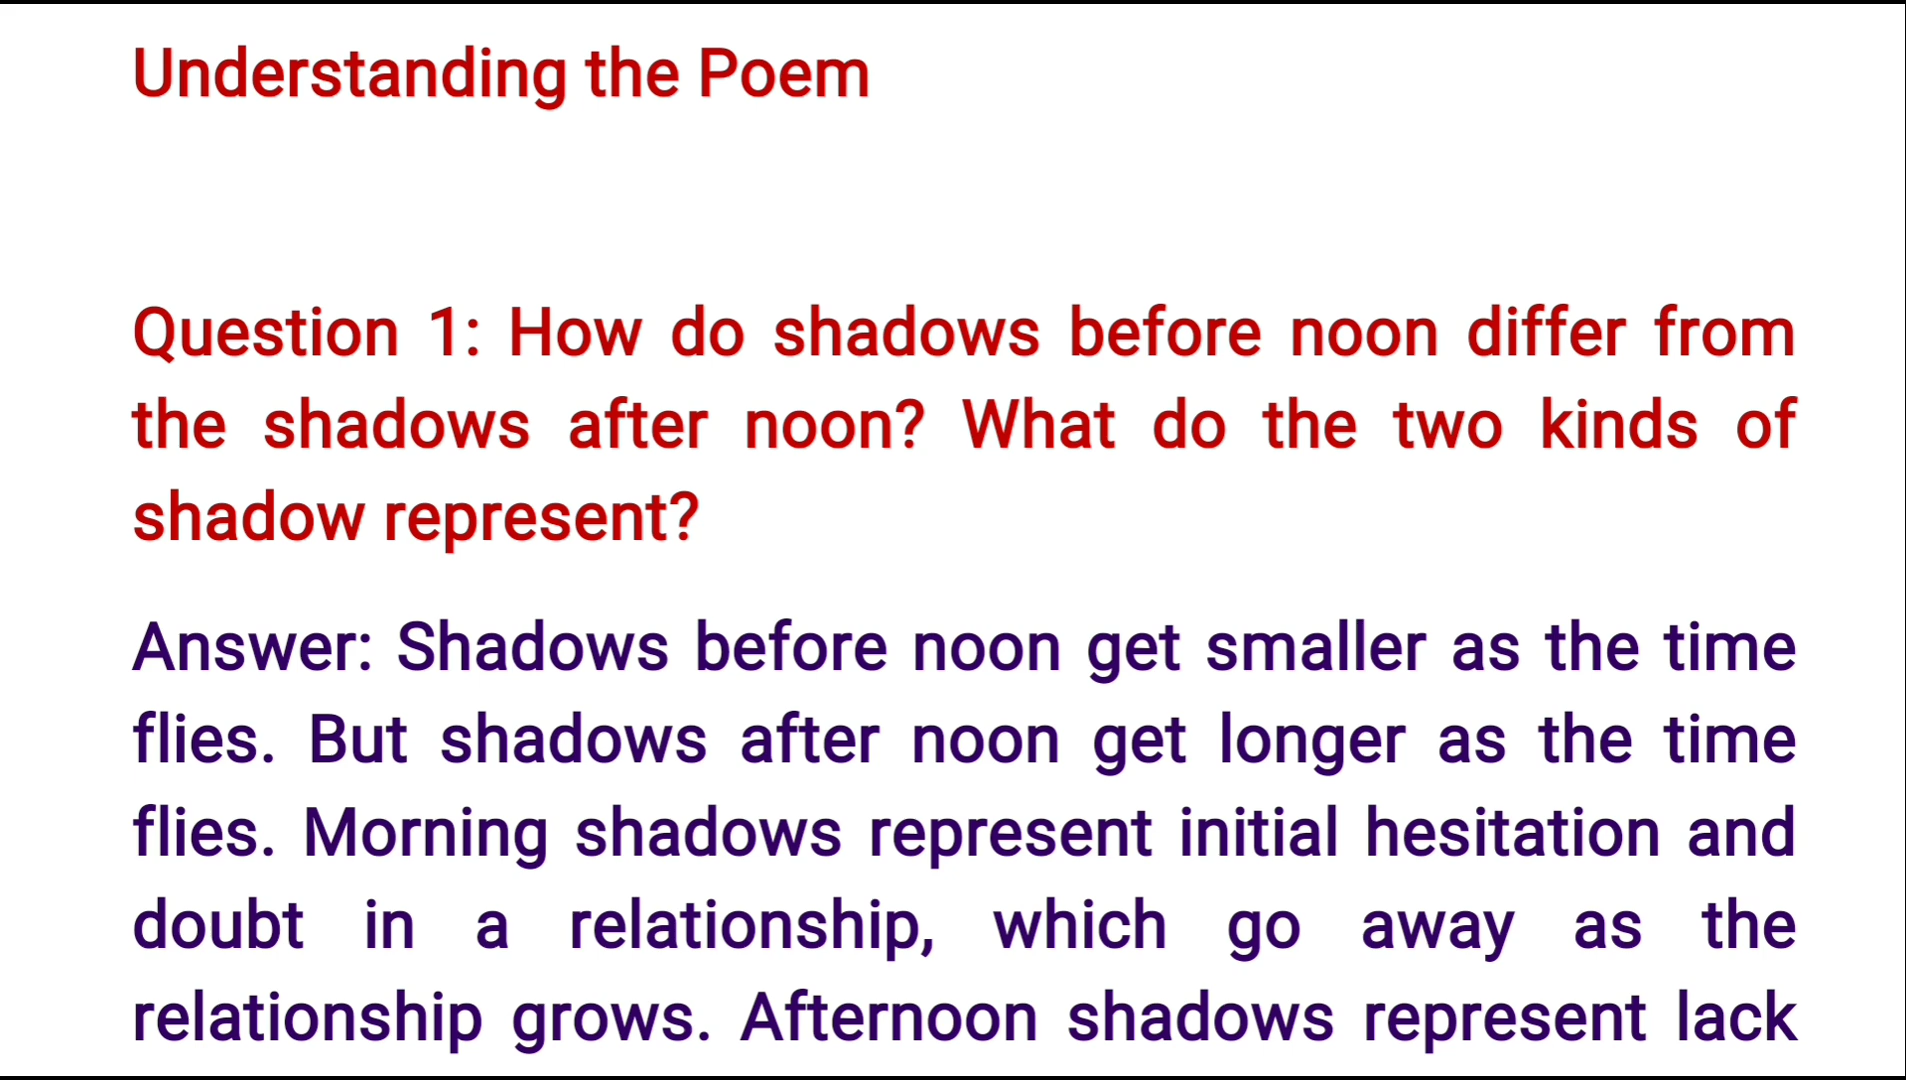 Understanding the Poem
Question 1: How do shadows before noon differ from
the shadows after noon? What do the two kinds of
shadow represent?
Answer: Shadows before noon get smaller as the time
flies. But shadows after noon get longer as the time
flies. Morning shadows represent initial hesitation and
doubt in a relationship, which go away as the
relationship grows. Afternoon shadows represent lack